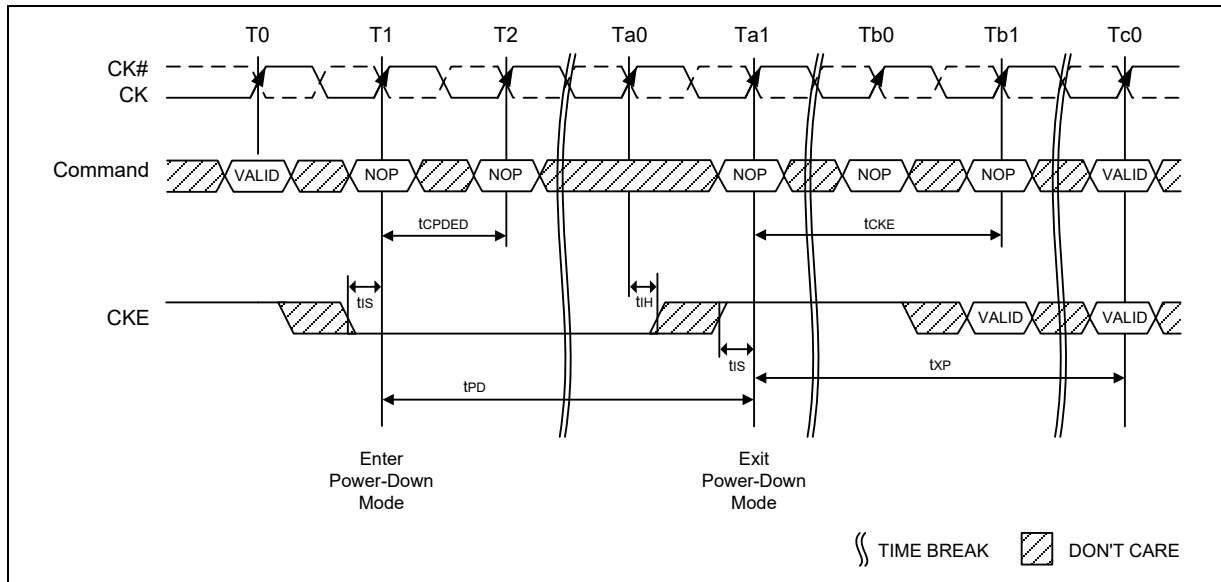 T0 T1 T2 Ta0 Ta1 Tb0 Tb1 Tc0
CK#
CK
Command VALID NOP NOP NOP NOP NOP VALID
tCPDED tCKE
tIS tIH
CKE VALID VALID
tIS
tPD tXP
Enter
Power-Down
Mode
Exit
Power-Down
Mode
TIME BREAK DON'T CARE